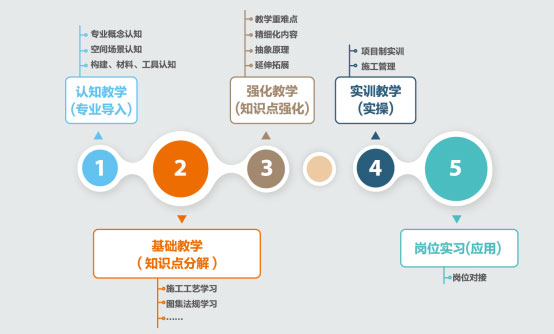 专业概念认知
空间场景认知
构建、材料、工具认知
认知教学
(专业导入)
教学重难点
精细化内容
抽象原理
延伸拓展
强化教学
(知识点强化)
项目制实训
施工管理
实训教学
(实操)
1
2
3
4
5
基础教学
( 知识点分解 )
施工工艺学习
图集法规学习
……
岗位实习(应用)
岗位对接